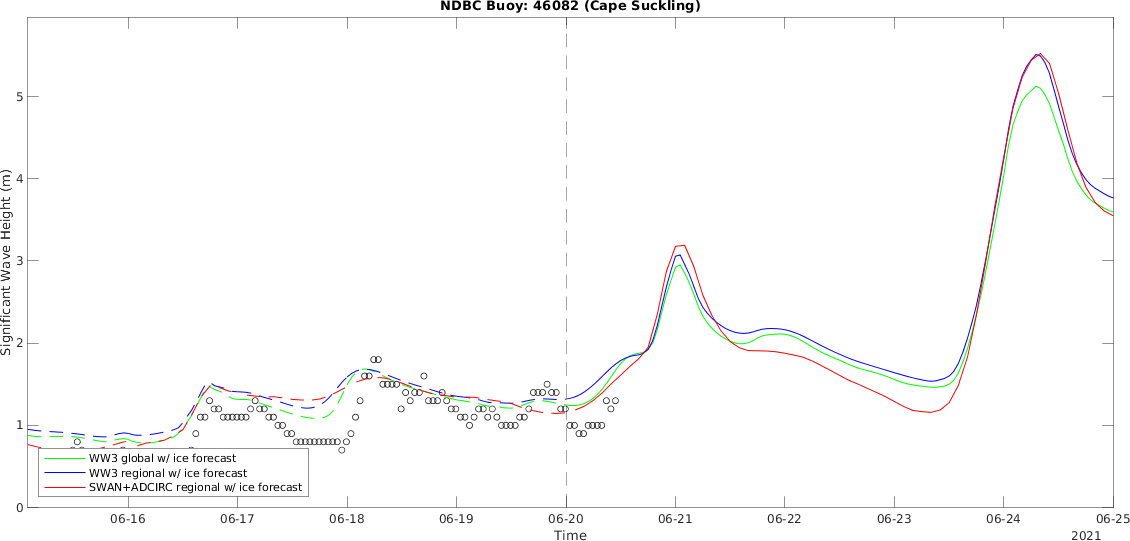 NDBC Buoy: 46082 (Cape Suckling)
5
4
3
2
1
0
Significant Wave Height (m)
WW3 global w/ ice forecast
WW3 regional w/ ice forecast
SWAN+ADCIRC regional w/ ice forecast
06-16 06-17 06-18 06-19 06-20 06-21 06-22 06-23 06-24 06-25
Time
2021